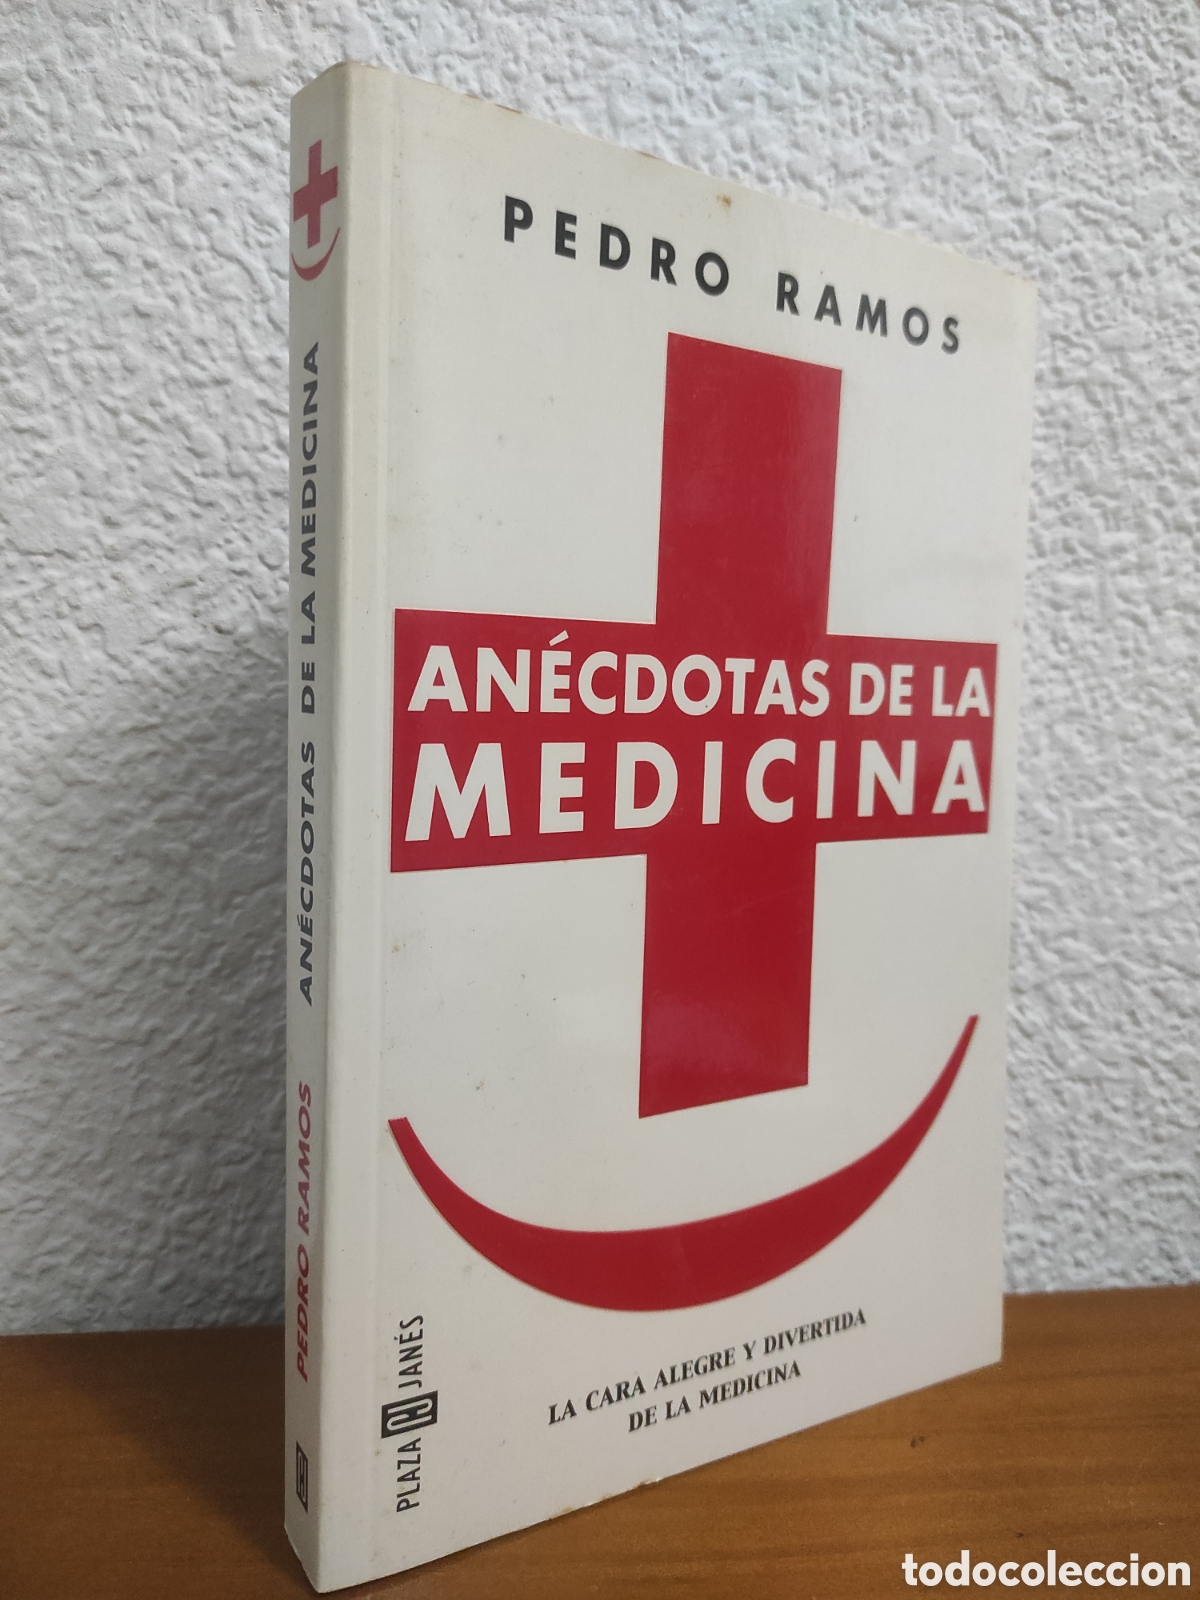 PEDRO RAMOS
ANÉCDOTAS DE LA
MEDICINA
LA CARA ALEGRE Y DIVERTIDA
DE LA MEDICINA
PLAZA JANÉS
PEDRO RAMOS ANÉCDOTAS DE LA MEDICINA
todocoleccion